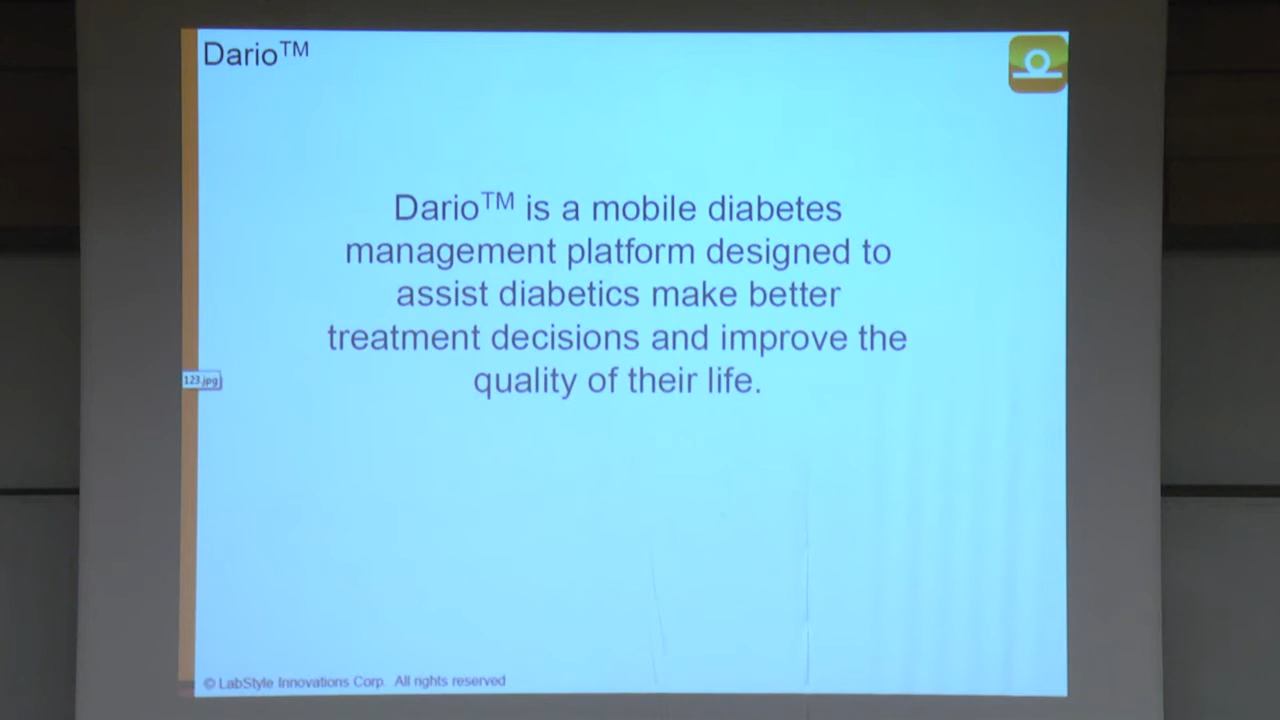 Dario™
Dario™ is a mobile diabetes
management platform designed to
assist diabetics make better
treatment decisions and improve the
quality of their life.
123.jpg
© LabStyle Innovations Corp. All rights reserved